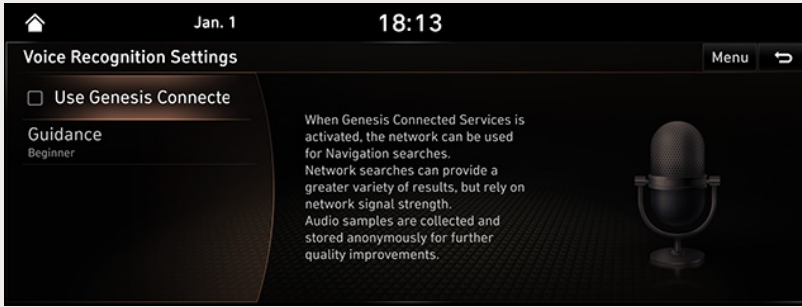 Jan. 1
18:13
Voice Recognition Settings
Menu
Use Genesis Connecte
Guidance
Beginner
When Genesis Connected Services is
activated, the network can be used
for Navigation searches.
Network searches can provide a
greater variety of results, but rely on
network signal strength.
Audio samples are collected and
stored anonymously for further
quality improvements.